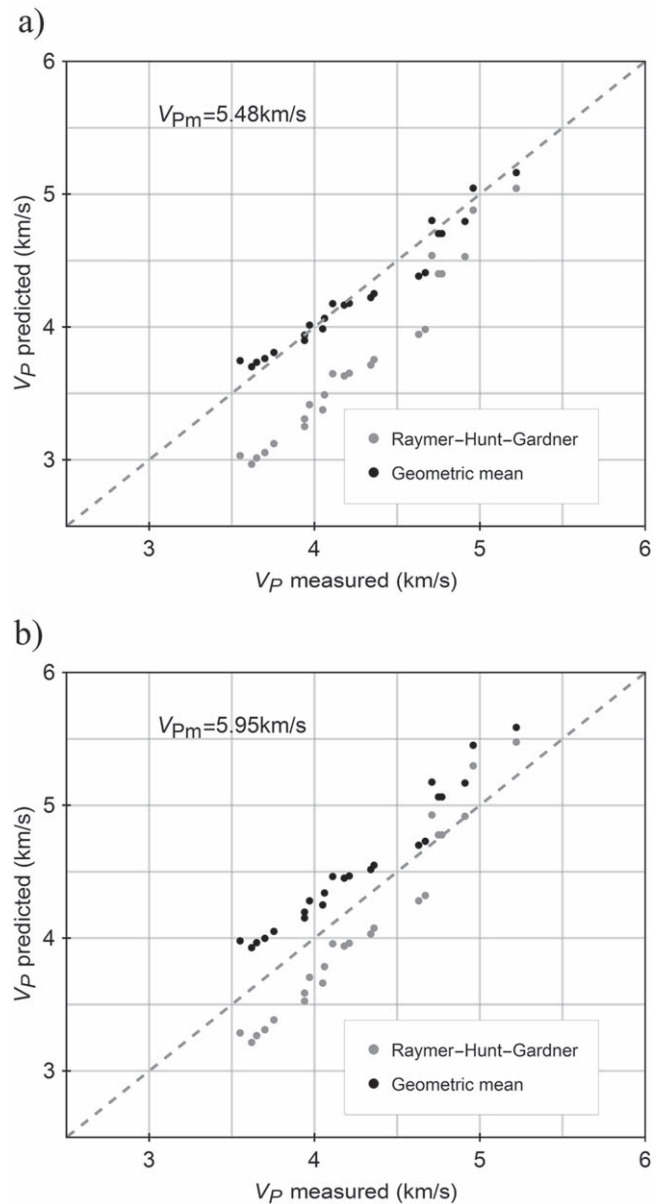 a)
6
V_Pm=5.48km/s
5
V_P predicted (km/s)
4
Raymer–Hunt–Gardner
3
Geometric mean
3 4 5 6
V_P measured (km/s)
b)
6
V_Pm=5.95km/s
5
V_P predicted (km/s)
4
Raymer–Hunt–Gardner
3
Geometric mean
3 4 5 6
V_P measured (km/s)